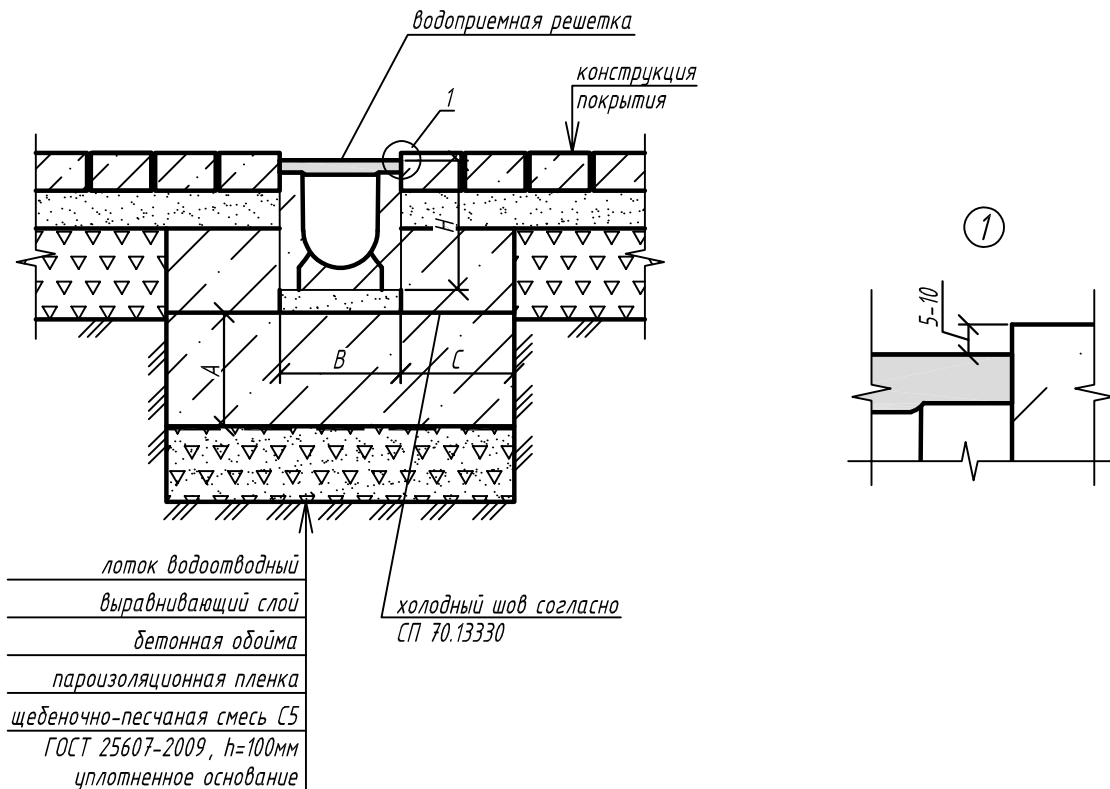 водоприемная решетка
конструкция
покрытия
1
H
1
5-10
A
B
C
лоток водоотводный
выравнивающий слой
бетонная обойма
пароизоляционная пленка
щебеночно-песчаная смесь С5
ГОСТ 25607-2009, h=100мм
уплотненное основание
холодный шов согласно
СП 70.13330